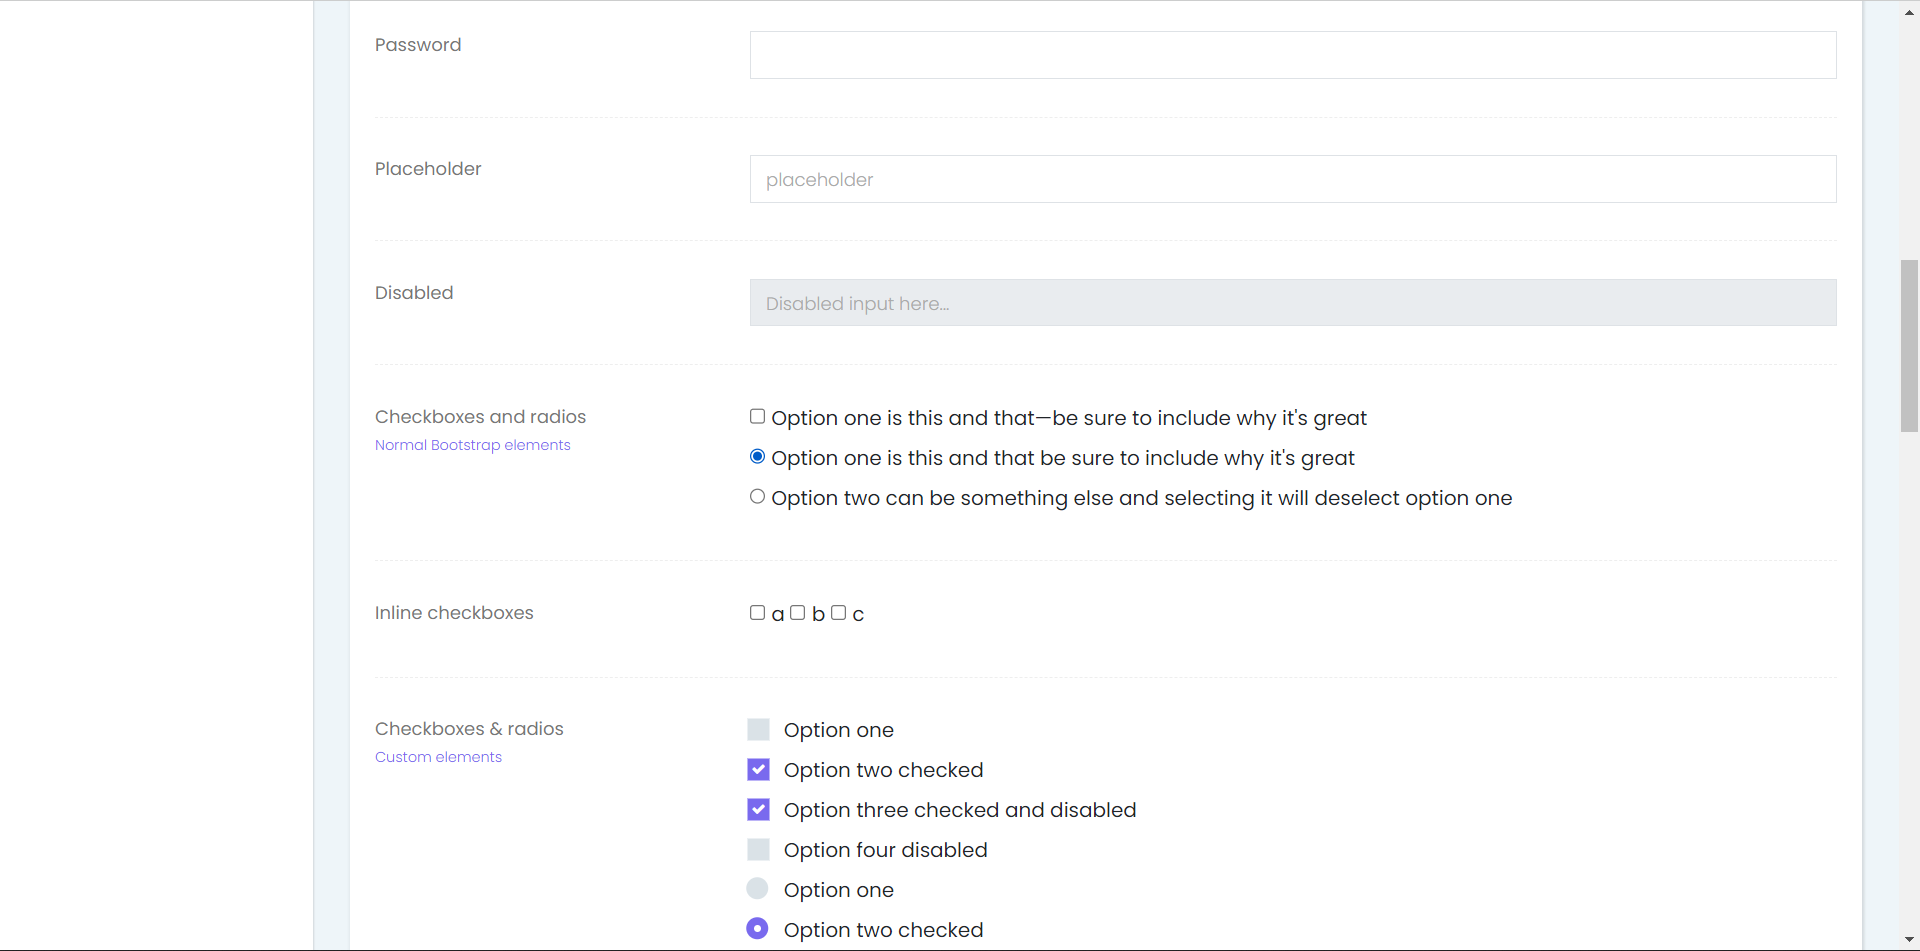 Password
Placeholder
placeholder
Disabled
Disabled input here...
Checkboxes and radios
Normal Bootstrap elements
Option one is this and that—be sure to include why it's great
Option one is this and that be sure to include why it's great
Option two can be something else and selecting it will deselect option one
Inline checkboxes
a b c
Checkboxes & radios
Custom elements
Option one
Option two checked
Option three checked and disabled
Option four disabled
Option one
Option two checked